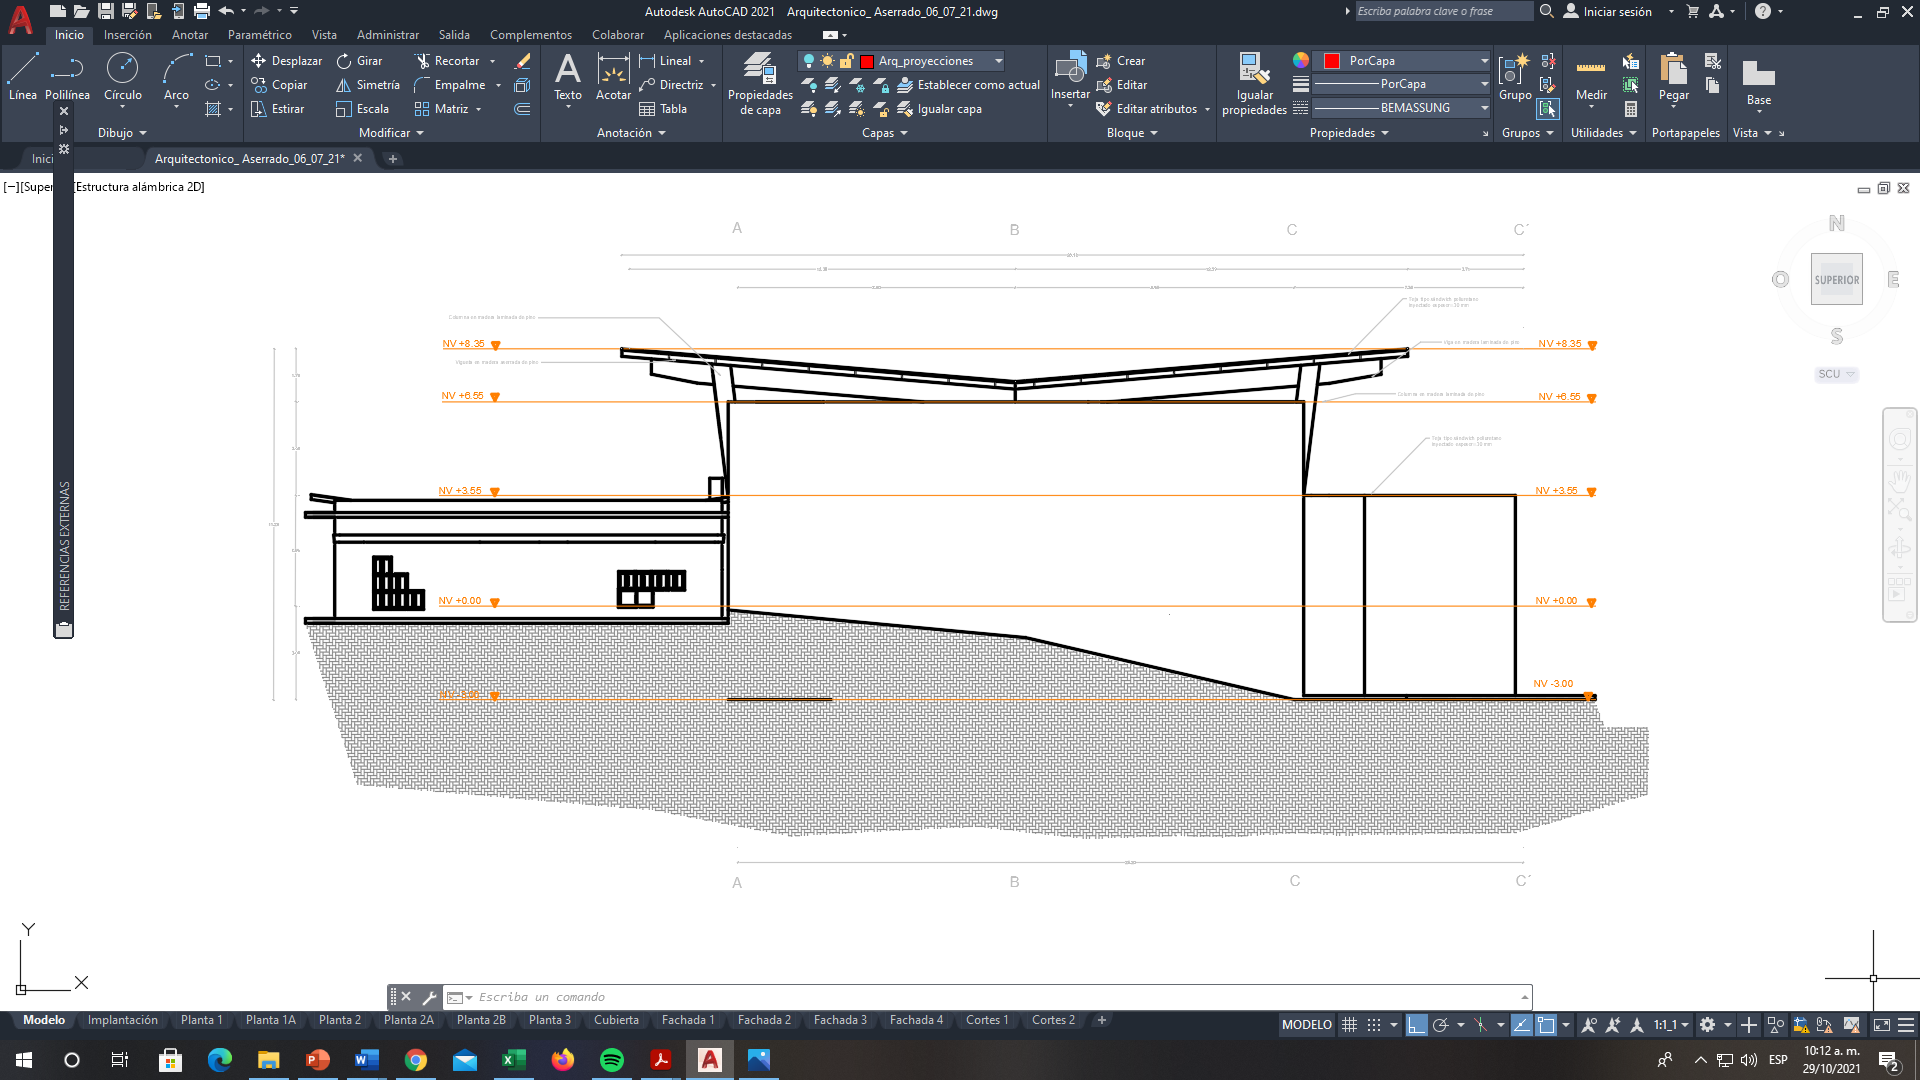 Autodesk AutoCAD 2021 Arquitectonico_ Aserrado_06_07_21.dwg
Escriba palabra clave o frase
Iniciar sesión
Inicio Inserción Anotar Paramétrico Vista Administrar Salida Complementos Colaborar Aplicaciones destacadas
Línea Polilínea Círculo Arco
Desplazar Girar Recortar
Copiar Simetría Empalme
Estirar Escala Matriz
Texto Acotar
Lineal
Directriz
Tabla
Propiedades de capa
Arq_proyecciones
Establecer como actual
Igualar capa
Insertar
Crear
Editar
Editar atributos
Igualar propiedades
PorCapa
PorCapa
BEMASSUNG
Grupo
Medir
Pegar
Base
Dibujo Modificar Anotación Capas Bloque Propiedades Grupos Utilidades Portapapeles Vista
Arquitectonico_ Aserrado_06_07_21*
Estructura alámbrica 2D]
REFERENCIAS EXTERNAS
A B C C´
N
O SUPERIOR E
S
SCU
NV +8.35 NV +8.35
NV +6.55 NV +6.55
NV +3.55 NV +3.55
NV +0.00 NV +0.00
NV -3.00 NV -3.00
A B C C´
Y
X
Escriba un comando
Modelo Implantación Planta 1 Planta 1A Planta 2 Planta 2A Planta 2B Planta 3 Cubierta Fachada 1 Fachada 2 Fachada 3 Fachada 4 Cortes 1 Cortes 2
MODELO 1:1_1
ESP
10:12 a. m.
29/10/2021
2